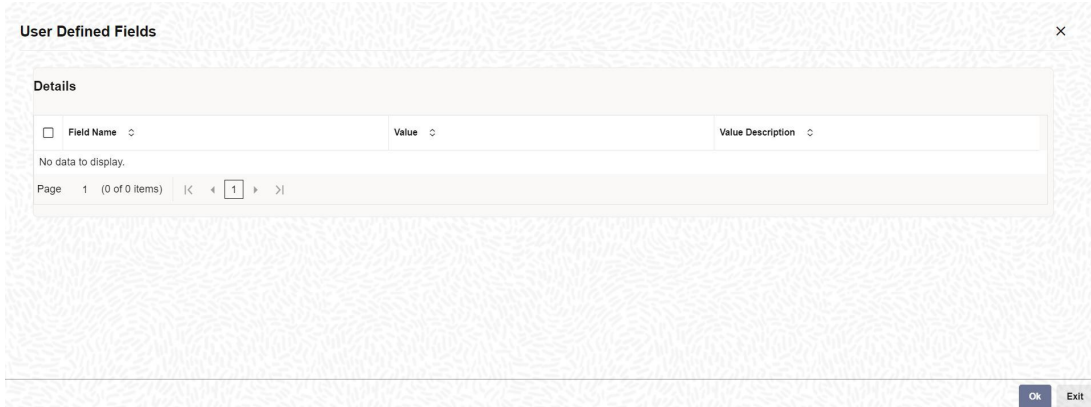 User Defined Fields
Details
Field Name Value Value Description
No data to display.
Page 1 (0 of 0 items) 1
Ok Exit